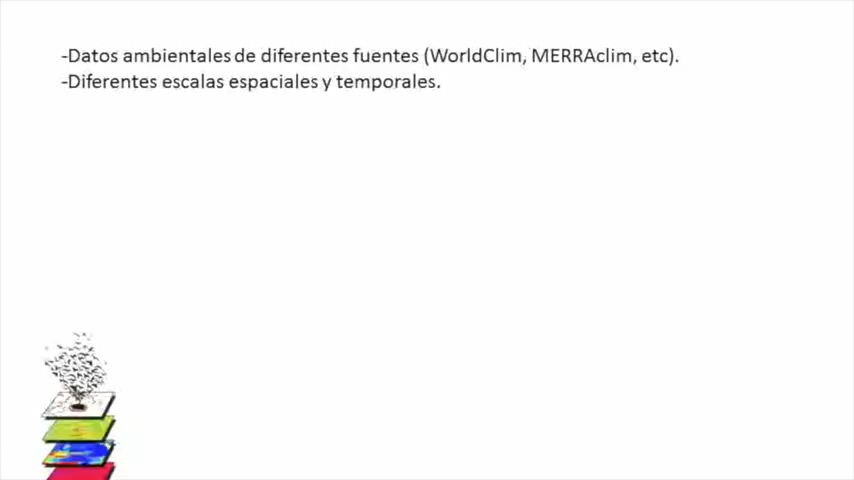 -Datos ambientales de diferentes fuentes (WorldClim, MERRAclim, etc).
-Diferentes escalas espaciales y temporales.